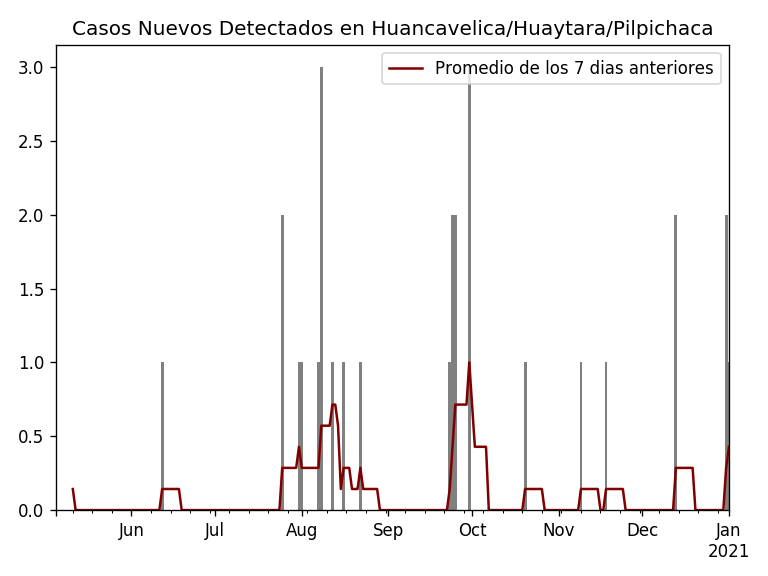 Casos Nuevos Detectados en Huancavelica/Huaytara/Pilpichaca
Promedio de los 7 dias anteriores
3.0
2.5
2.0
1.5
1.0
0.5
0.0
Jun Jul Aug Sep Oct Nov Dec Jan
2021